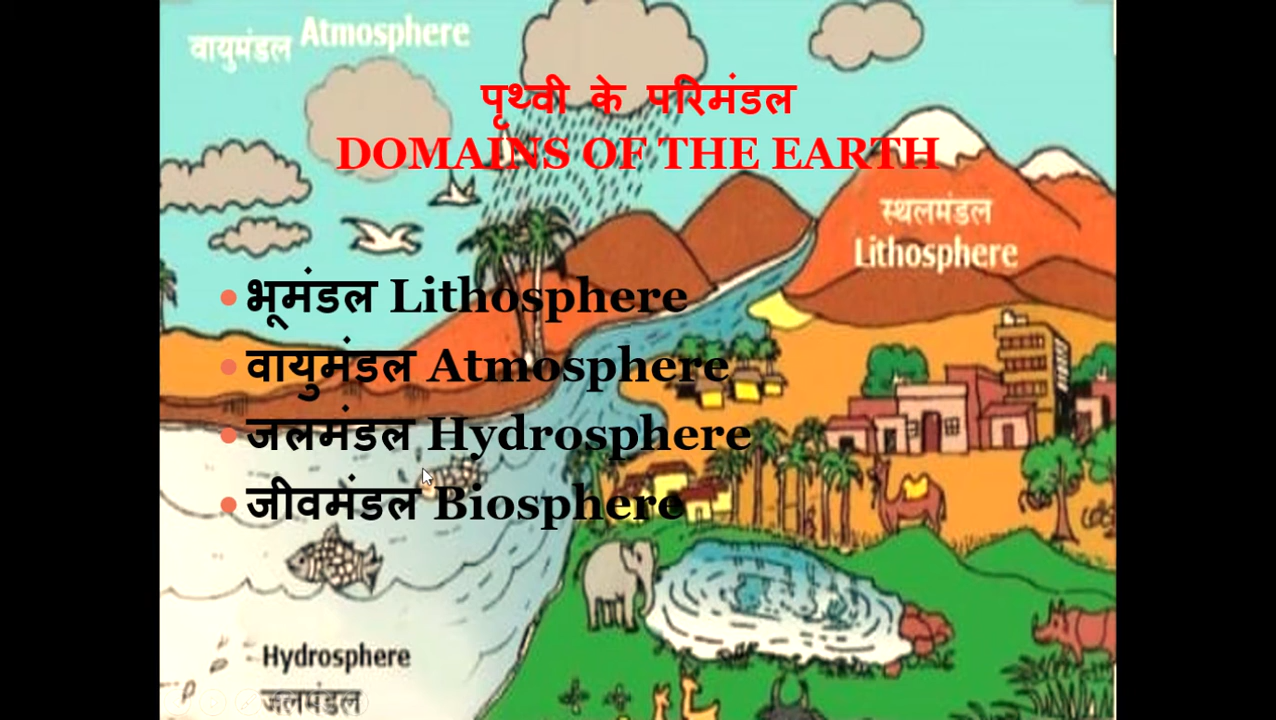 वायुमंडल Atmosphere
पृथ्वी के परिमंडल
DOMAINS OF THE EARTH
स्थलमंडल
Lithosphere
• भूमंडल Lithosphere
• वायुमंडल Atmosphere
• जलमंडल Hydrosphere
• जीवमंडल Biosphere
Hydrosphere
जलमंडल